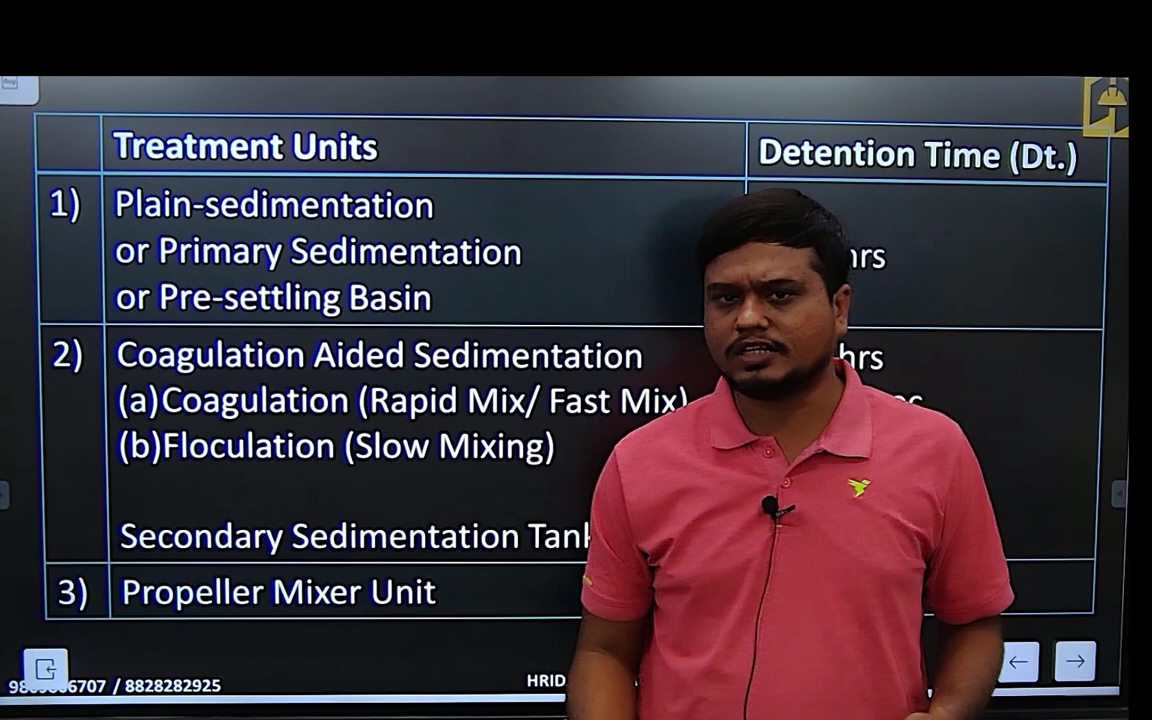 Treatment Units
Detention Time (Dt.)
1)
Plain-sedimentation
or Primary Sedimentation
or Pre-settling Basin
hrs
2)
Coagulation Aided Sedimentation
hrs
(a)Coagulation (Rapid Mix/ Fast Mix)
(b)Floculation (Slow Mixing)
Secondary Sedimentation Tank
3)
Propeller Mixer Unit
/ 8828282925
HRID